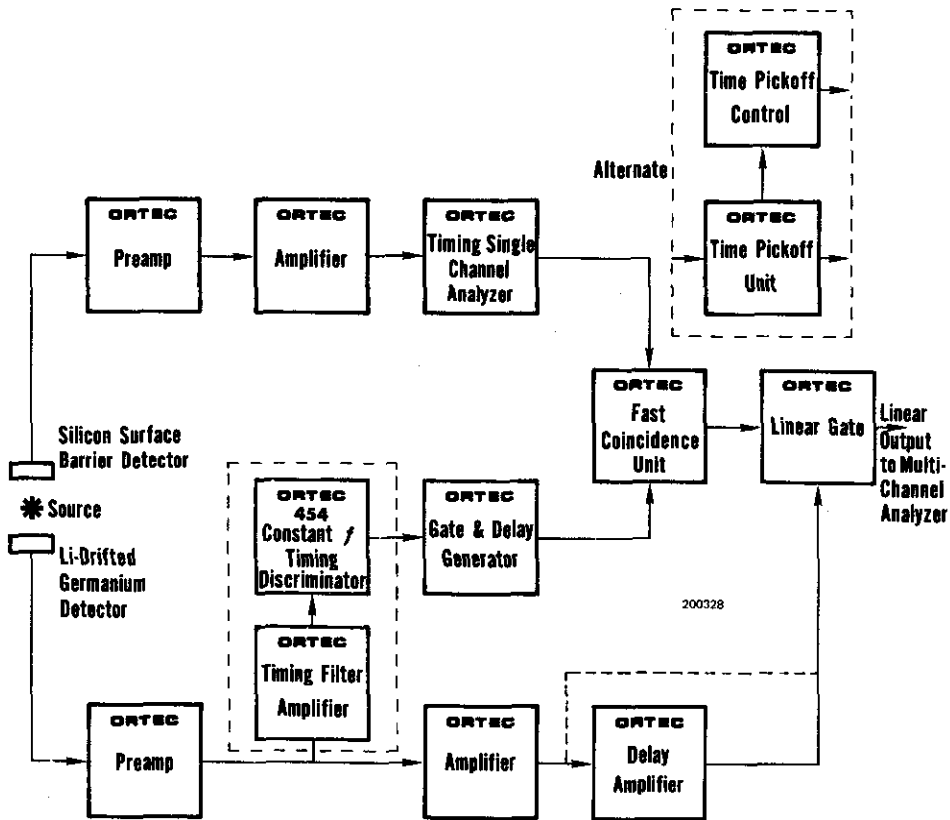 ORTEC
Time Pickoff
Control
Alternate
ORTEC
Time Pickoff
Unit
ORTEC
Preamp
ORTEC
Amplifier
ORTEC
Timing Single
Channel
Analyzer
ORTEC
Fast
Coincidence
Unit
ORTEC
Linear Gate
Linear
Output
to Multi-
Channel
Analyzer
Silicon Surface
Barrier Detector
Source
Li-Drifted
Germanium
Detector
ORTEC
454
Constant f
Timing
Discriminator
ORTEC
Gate & Delay
Generator
200328
ORTEC
Timing Filter
Amplifier
ORTEC
Preamp
ORTEC
Amplifier
ORTEC
Delay
Amplifier